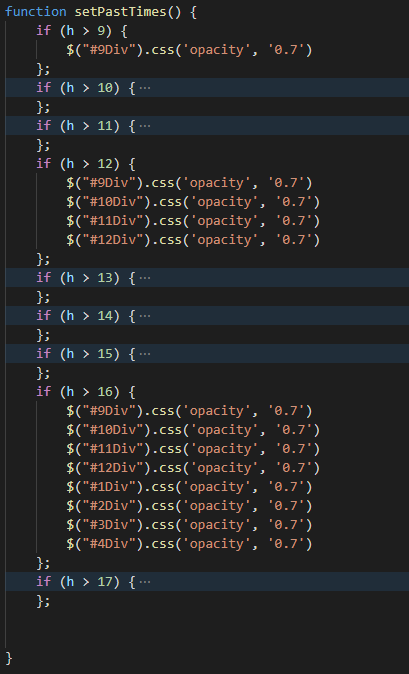 function setPastTimes() {
    if (h > 9) {
        $("#9Div").css('opacity', '0.7')
    };
    if (h > 10) {···
    };
    if (h > 11) {···
    };
    if (h > 12) {
        $("#9Div").css('opacity', '0.7')
        $("#10Div").css('opacity', '0.7')
        $("#11Div").css('opacity', '0.7')
        $("#12Div").css('opacity', '0.7')
    };
    if (h > 13) {···
    };
    if (h > 14) {···
    };
    if (h > 15) {···
    };
    if (h > 16) {
        $("#9Div").css('opacity', '0.7')
        $("#10Div").css('opacity', '0.7')
        $("#11Div").css('opacity', '0.7')
        $("#12Div").css('opacity', '0.7')
        $("#1Div").css('opacity', '0.7')
        $("#2Div").css('opacity', '0.7')
        $("#3Div").css('opacity', '0.7')
        $("#4Div").css('opacity', '0.7')
    };
    if (h > 17) {···
    };
}